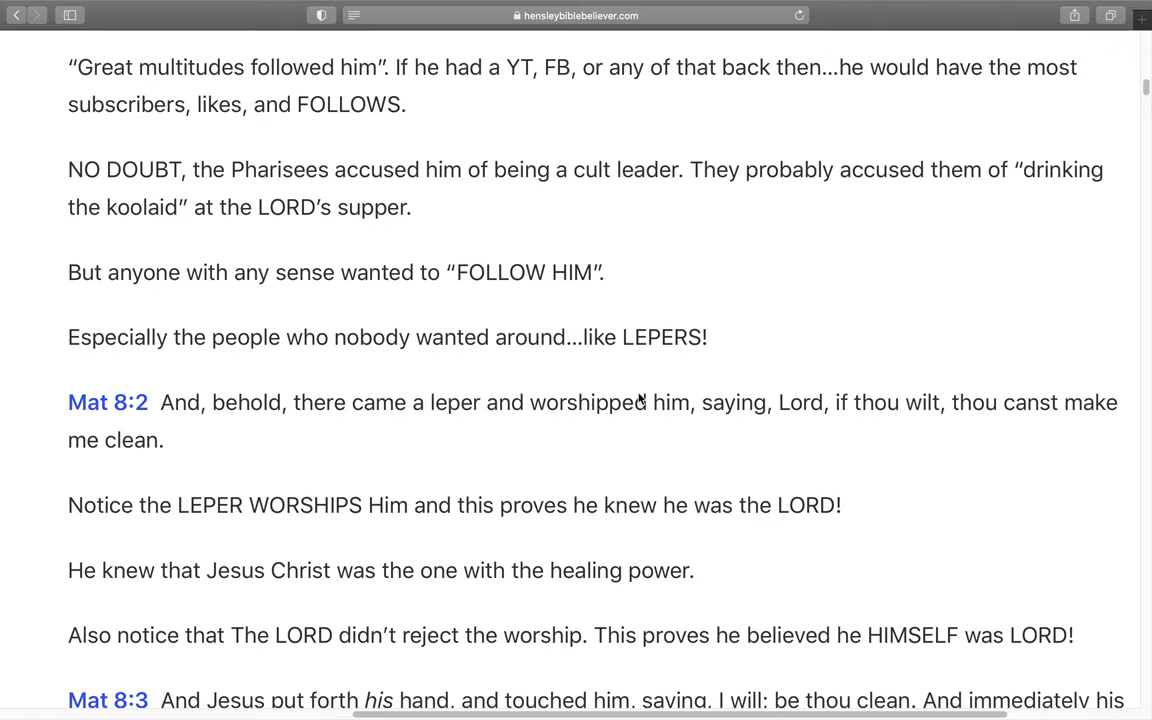 hensleybiblebeliever.com
“Great multitudes followed him”. If he had a YT, FB, or any of that back then...he would have the most
subscribers, likes, and FOLLOWS.
NO DOUBT, the Pharisees accused him of being a cult leader. They probably accused them of “drinking
the koolaid” at the LORD’s supper.
But anyone with any sense wanted to “FOLLOW HIM”.
Especially the people who nobody wanted around...like LEPERS!
Mat 8:2 And, behold, there came a leper and worshipped him, saying, Lord, if thou wilt, thou canst make
me clean.
Notice the LEPER WORSHIPS Him and this proves he knew he was the LORD!
He knew that Jesus Christ was the one with the healing power.
Also notice that The LORD didn’t reject the worship. This proves he believed he HIMSELF was LORD!
Mat 8:3 And Jesus put forth his hand, and touched him, saying, I will; be thou clean. And immediately his